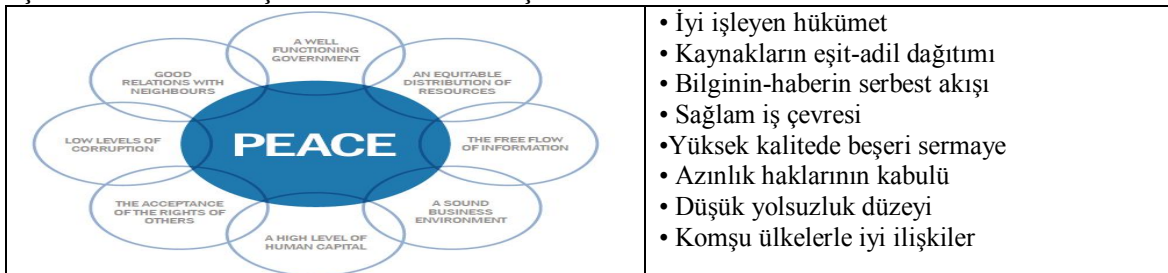 A WELL
FUNCTIONING
GOVERNMENT
AN EQUITABLE
DISTRIBUTION OF
RESOURCES
THE FREE FLOW
OF INFORMATION
A SOUND
BUSINESS
ENVIRONMENT
A HIGH LEVEL OF
HUMAN CAPITAL
THE ACCEPTANCE
OF THE RIGHTS OF
OTHERS
LOW LEVELS OF
CORRUPTION
GOOD
RELATIONS WITH
NEIGHBOURS
PEACE
• İyi işleyen hükümet
• Kaynakların eşit-adil dağıtımı
• Bilginin-haberin serbest akışı
• Sağlam iş çevresi
•Yüksek kalitede beşeri sermaye
• Azınlık haklarının kabulü
• Düşük yolsuzluk düzeyi
• Komşu ülkelerle iyi ilişkiler